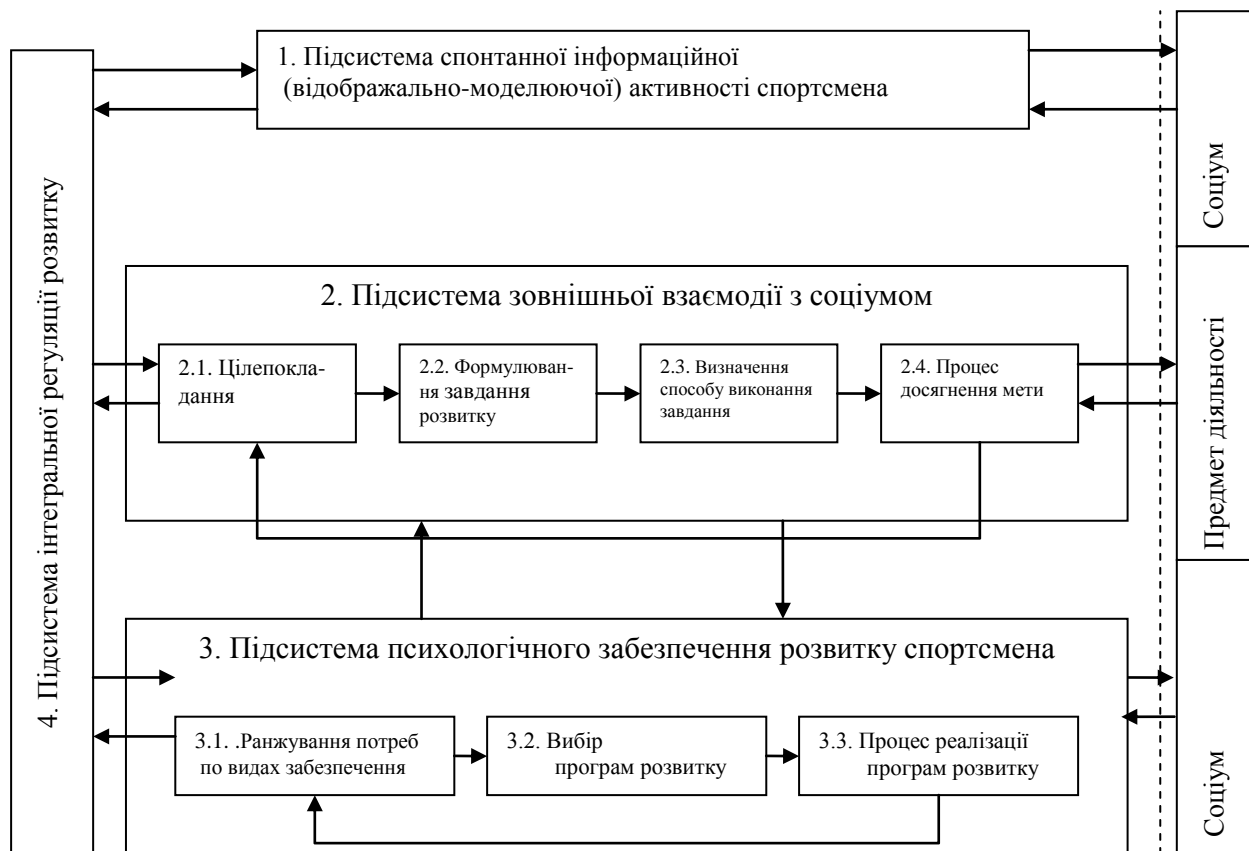 1. Підсистема спонтанної інформаційної
(відображально-моделюючої) активності спортсмена
4. Підсистема інтегральної регуляції розвитку
Соціум
2. Підсистема зовнішньої взаємодії з соціумом
2.1. Цілепокла-
дання
2.2. Формулюван-
ня завдання
розвитку
2.3. Визначення
способу виконання
завдання
2.4. Процес
досягнення мети
Предмет діяльності
3. Підсистема психологічного забезпечення розвитку спортсмена
3.1. .Ранжування потреб
по видах забезпечення
3.2. Вибір
програм розвитку
3.3. Процес реалізації
програм розвитку
Соціум